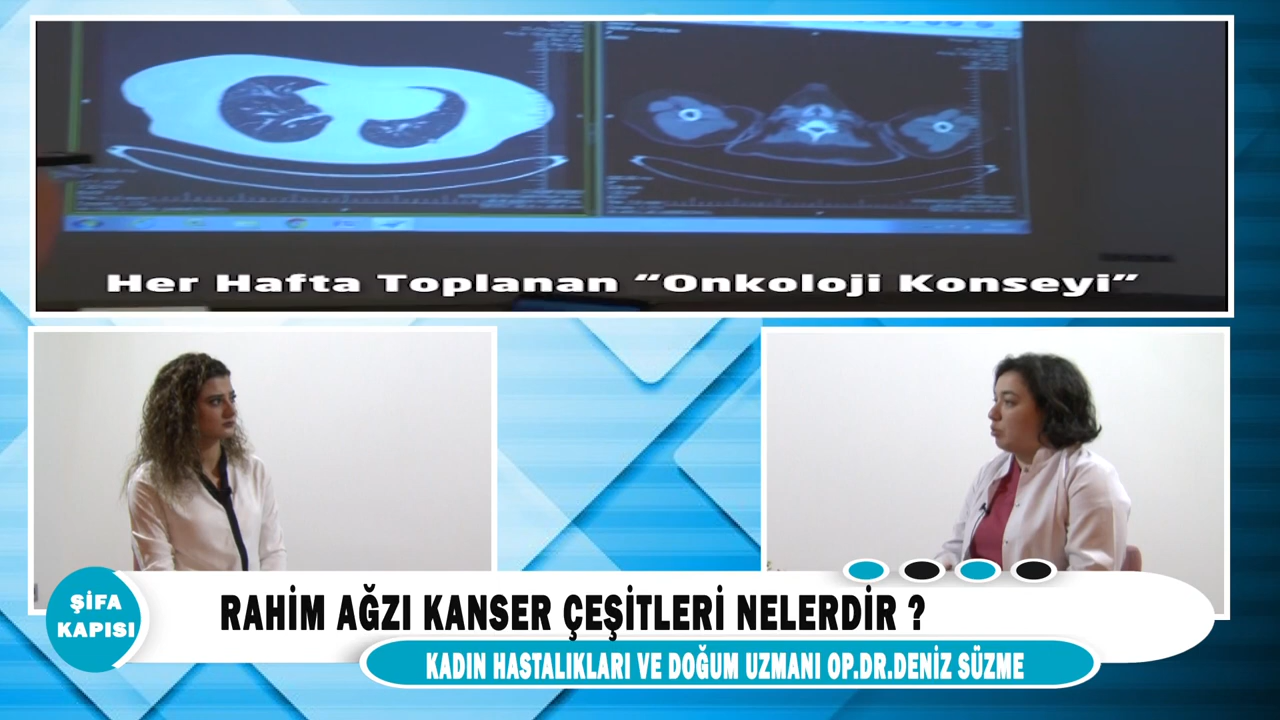 Her Hafta Toplanan “Onkoloji Konseyi”
ŞİFA
KAPISI
RAHİM AĞZI KANSER ÇEŞİTLERİ NELERDİR ?
KADIN HASTALIKLARI VE DOĞUM UZMANI OP.DR.DENİZ SÜZME